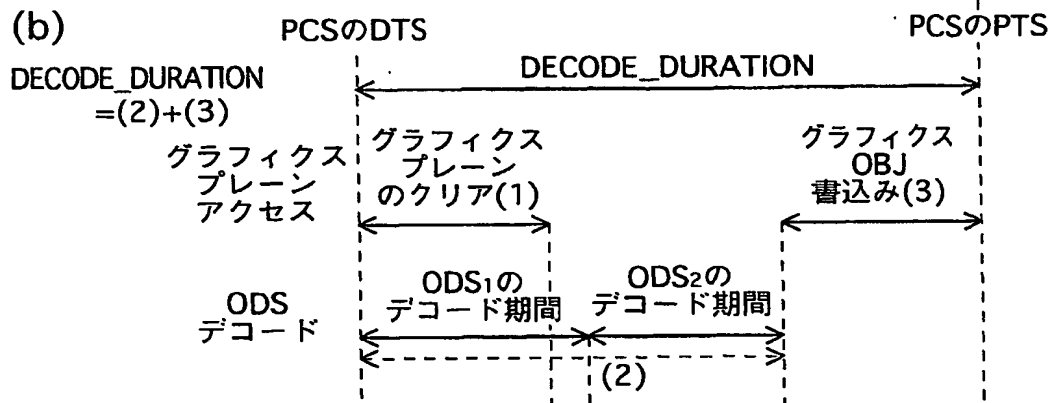 (b)
PCSのDTS
PCSのPTS
DECODE_DURATION
=(2)+(3)
DECODE_DURATION
グラフィクス
プレーン
アクセス
グラフィクス
プレーン
のクリア(1)
グラフィクス
OBJ
書込み(3)
ODS
デコード
ODS1の
デコード期間
ODS2の
デコード期間
(2)